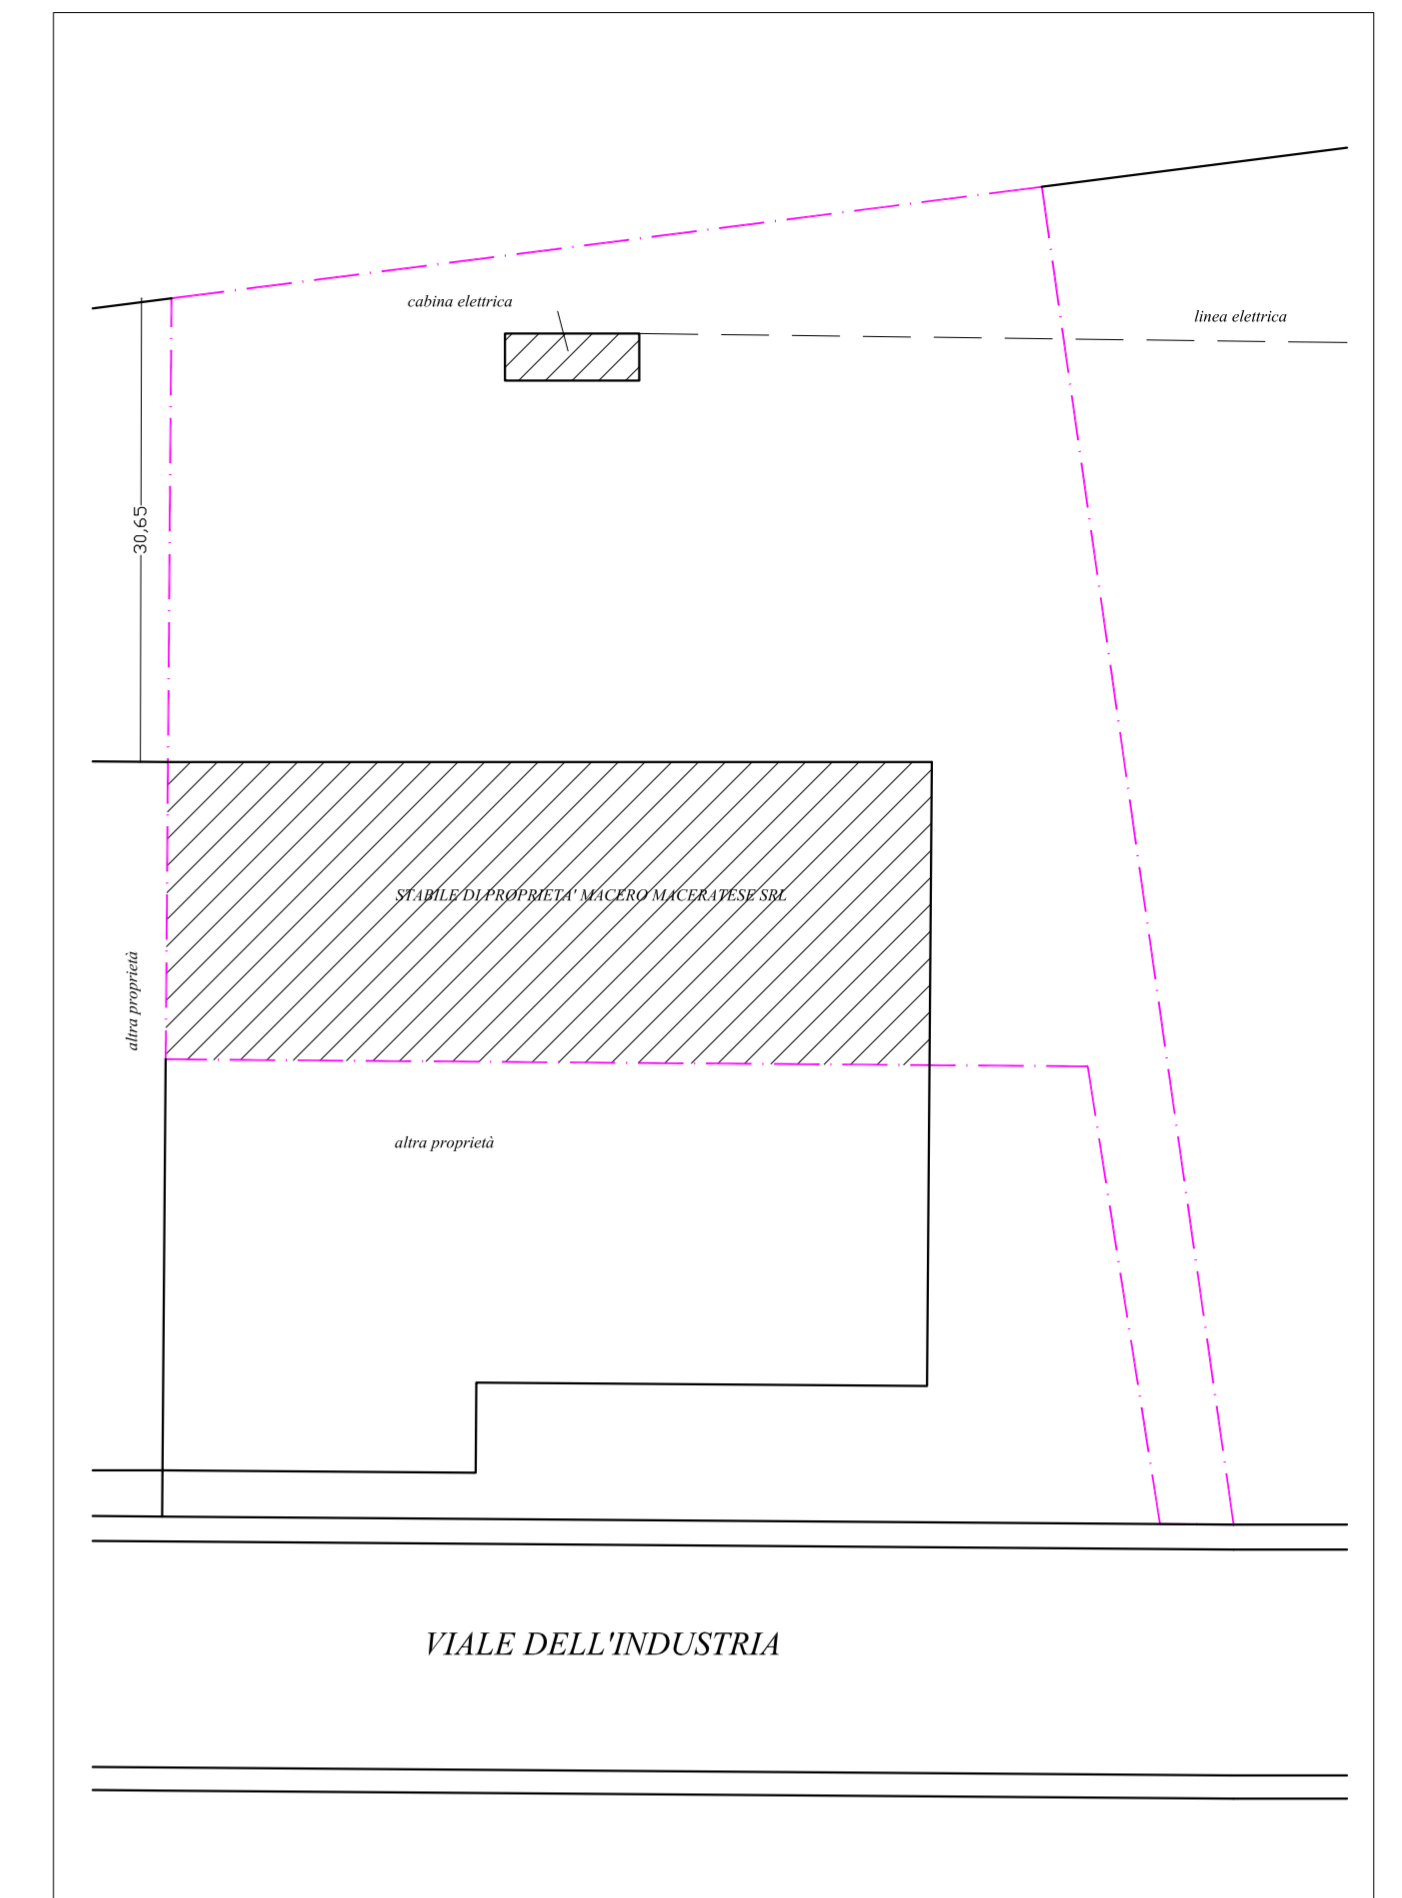 cabina elettrica
linea elettrica
30,65
STABILE DI PROPRIETA' MACERO MACERATESE SRL
altra proprietà
altra proprietà
VIALE DELL'INDUSTRIA